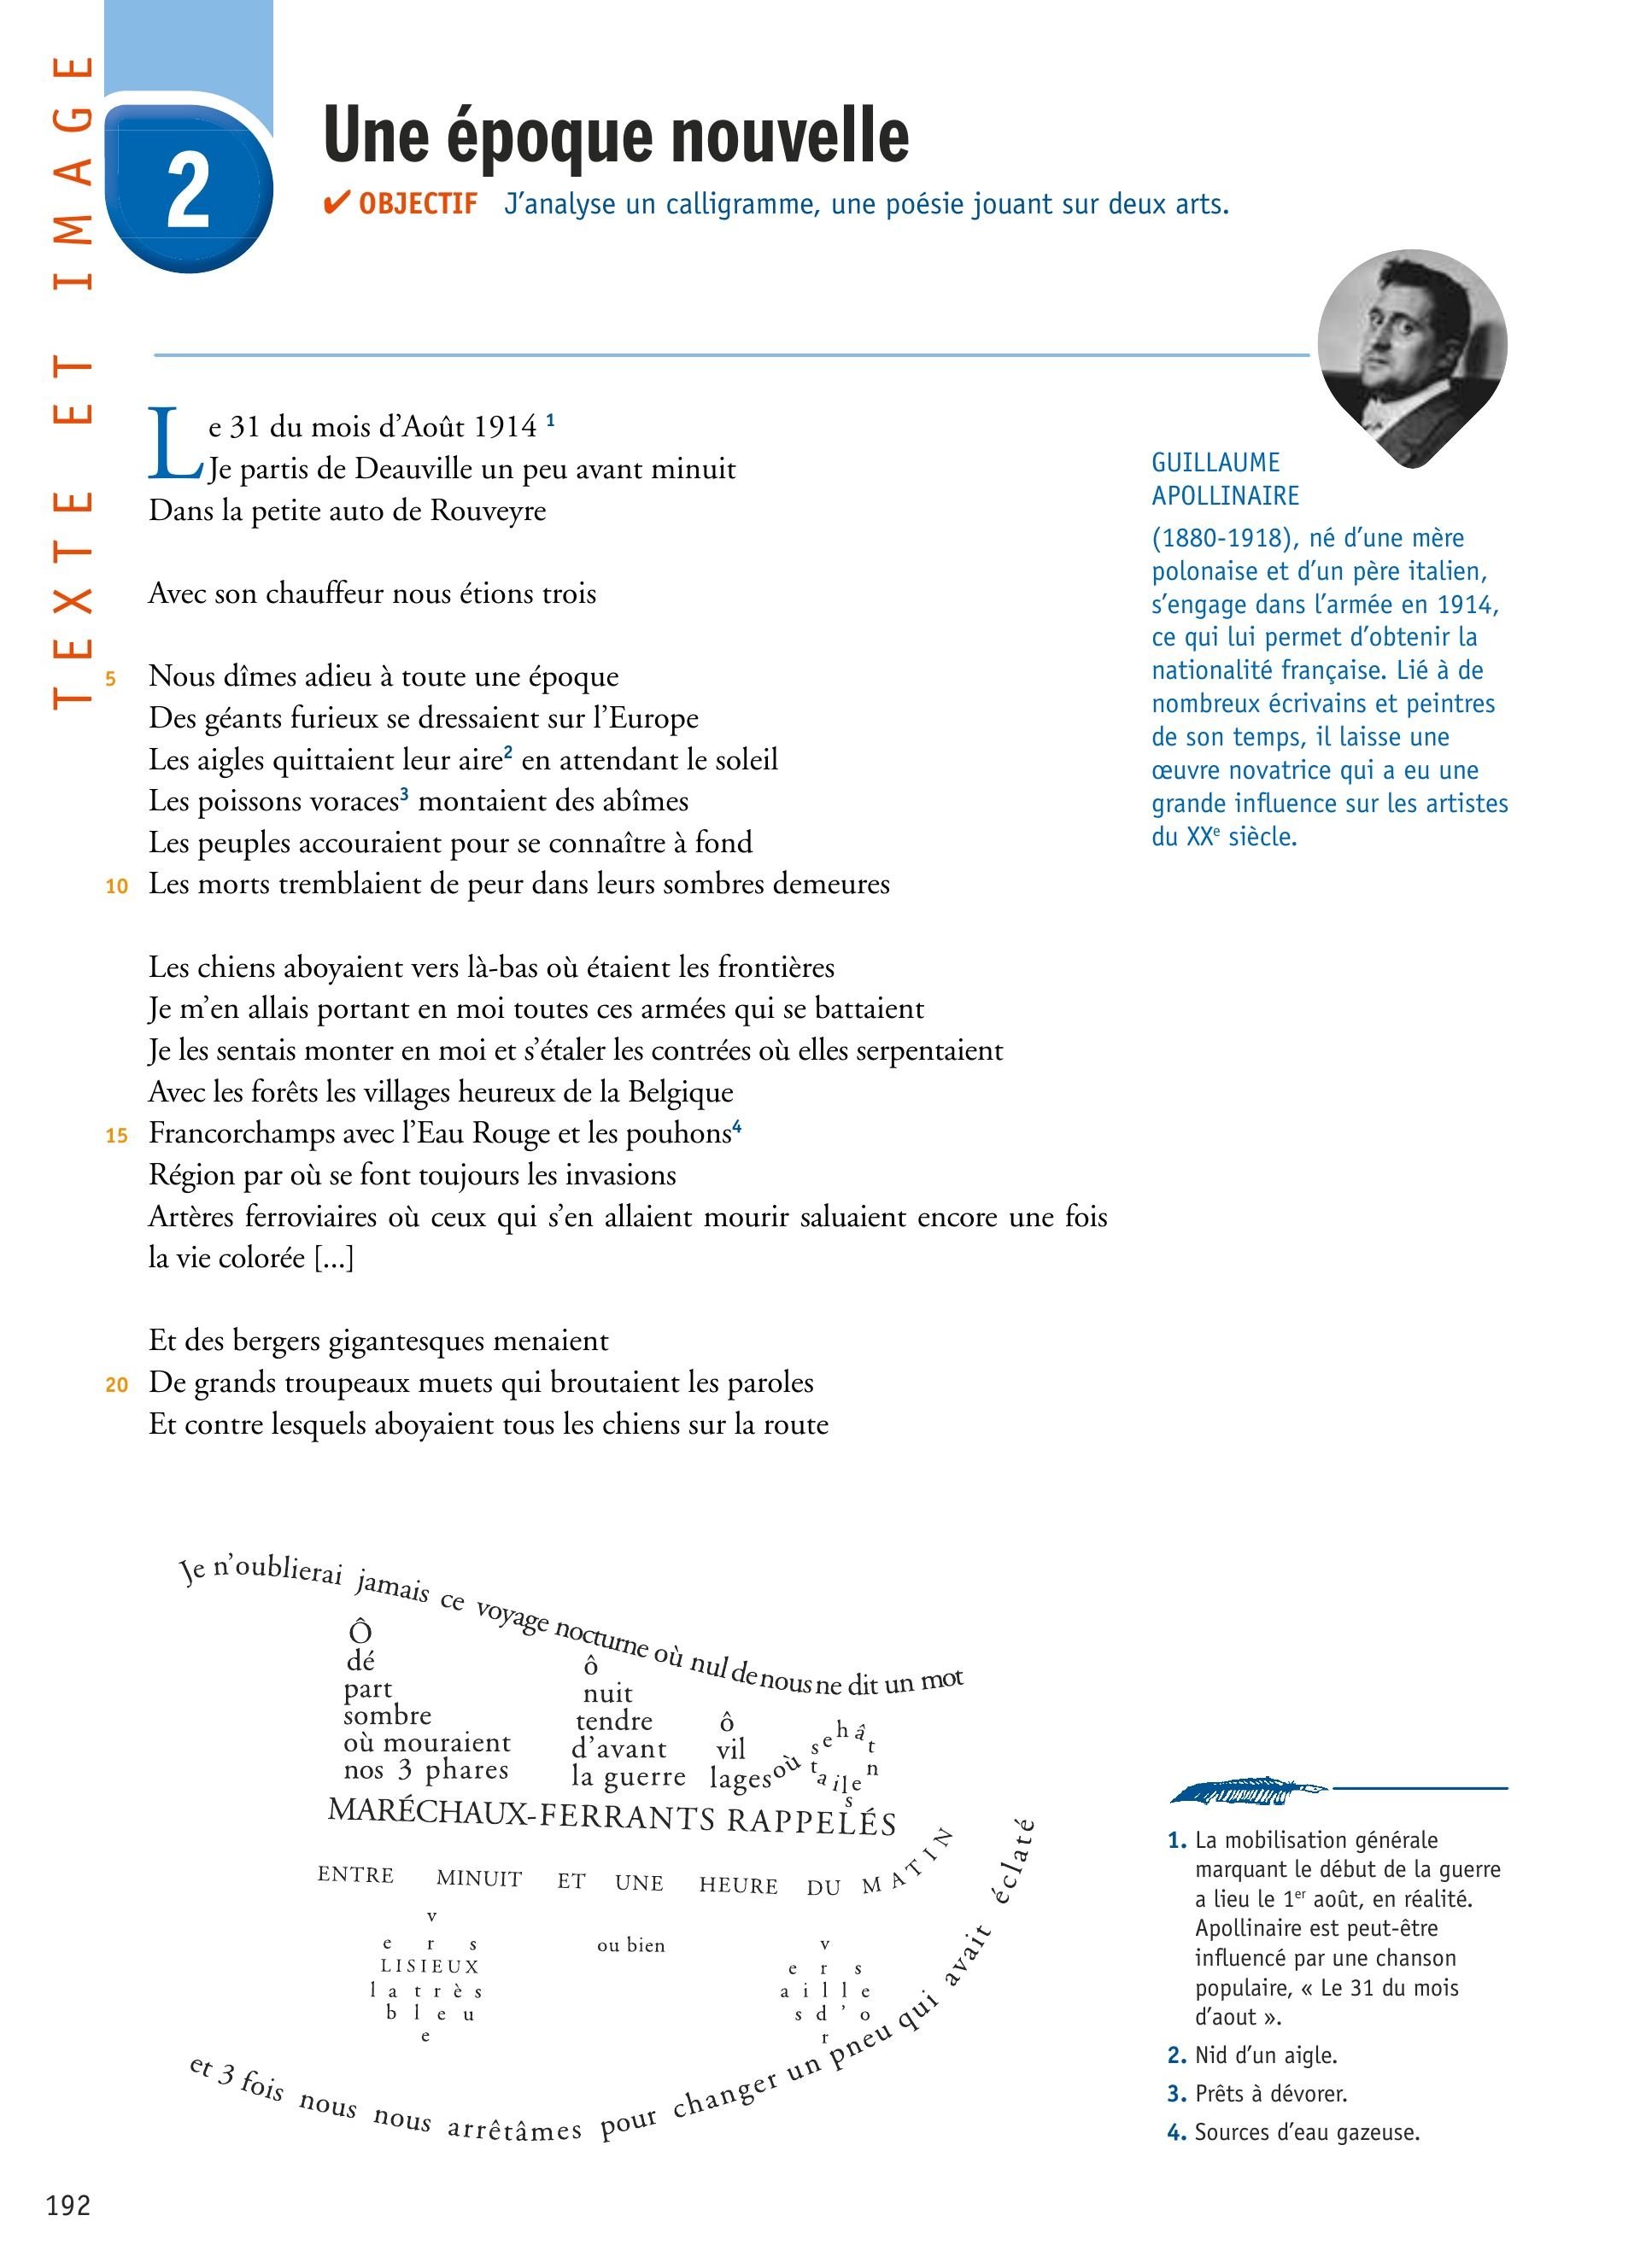 TEXTE ET IMAGE
2
Une époque nouvelle
✔ OBJECTIF J’analyse un calligramme, une poésie jouant sur deux arts.
Le 31 du mois d’Août 1914 1
Je partis de Deauville un peu avant minuit
Dans la petite auto de Rouveyre
Avec son chauffeur nous étions trois
5 Nous dîmes adieu à toute une époque
Des géants furieux se dressaient sur l’Europe
Les aigles quittaient leur aire2 en attendant le soleil
Les poissons voraces3 montaient des abîmes
Les peuples accouraient pour se connaître à fond
10 Les morts tremblaient de peur dans leurs sombres demeures
Les chiens aboyaient vers là-bas où étaient les frontières
Je m’en allais portant en moi toutes ces armées qui se battaient
Je les sentais monter en moi et s’étaler les contrées où elles serpentaient
Avec les forêts les villages heureux de la Belgique
15 Francorchamps avec l’Eau Rouge et les pouhons4
Région par où se font toujours les invasions
Artères ferroviaires où ceux qui s’en allaient mourir saluaient encore une fois
la vie colorée [...]
Et des bergers gigantesques menaient
20 De grands troupeaux muets qui broutaient les paroles
Et contre lesquels aboyaient tous les chiens sur la route
Je n’oublierai jamais ce voyage nocturne où nul de nous ne dit un mot
Ô
dé
part
sombre
où mouraient
nos 3 phares
ô
nuit
tendre
d’avant
la guerre
ô
vil
lages où se hâtaient les
MARÉCHAUX-FERRANTS RAPPELÉS
ENTRE MINUIT ET UNE HEURE DU MATIN
v
e r s
LISIEUX
l a t r è s
b l e u
e
ou bien
v
e r s
a i l l e
s d ’ o
r
et 3 fois nous nous arrêtâmes pour changer un pneu qui avait éclaté
GUILLAUME
APOLLINAIRE
(1880-1918), né d’une mère
polonaise et d’un père italien,
s’engage dans l’armée en 1914,
ce qui lui permet d’obtenir la
nationalité française. Lié à de
nombreux écrivains et peintres
de son temps, il laisse une
œuvre novatrice qui a eu une
grande influence sur les artistes
du XXe siècle.
1. La mobilisation générale
marquant le début de la guerre
a lieu le 1er août, en réalité.
Apollinaire est peut-être
influencé par une chanson
populaire, « Le 31 du mois
d’aout ».
2. Nid d’un aigle.
3. Prêts à dévorer.
4. Sources d’eau gazeuse.
192